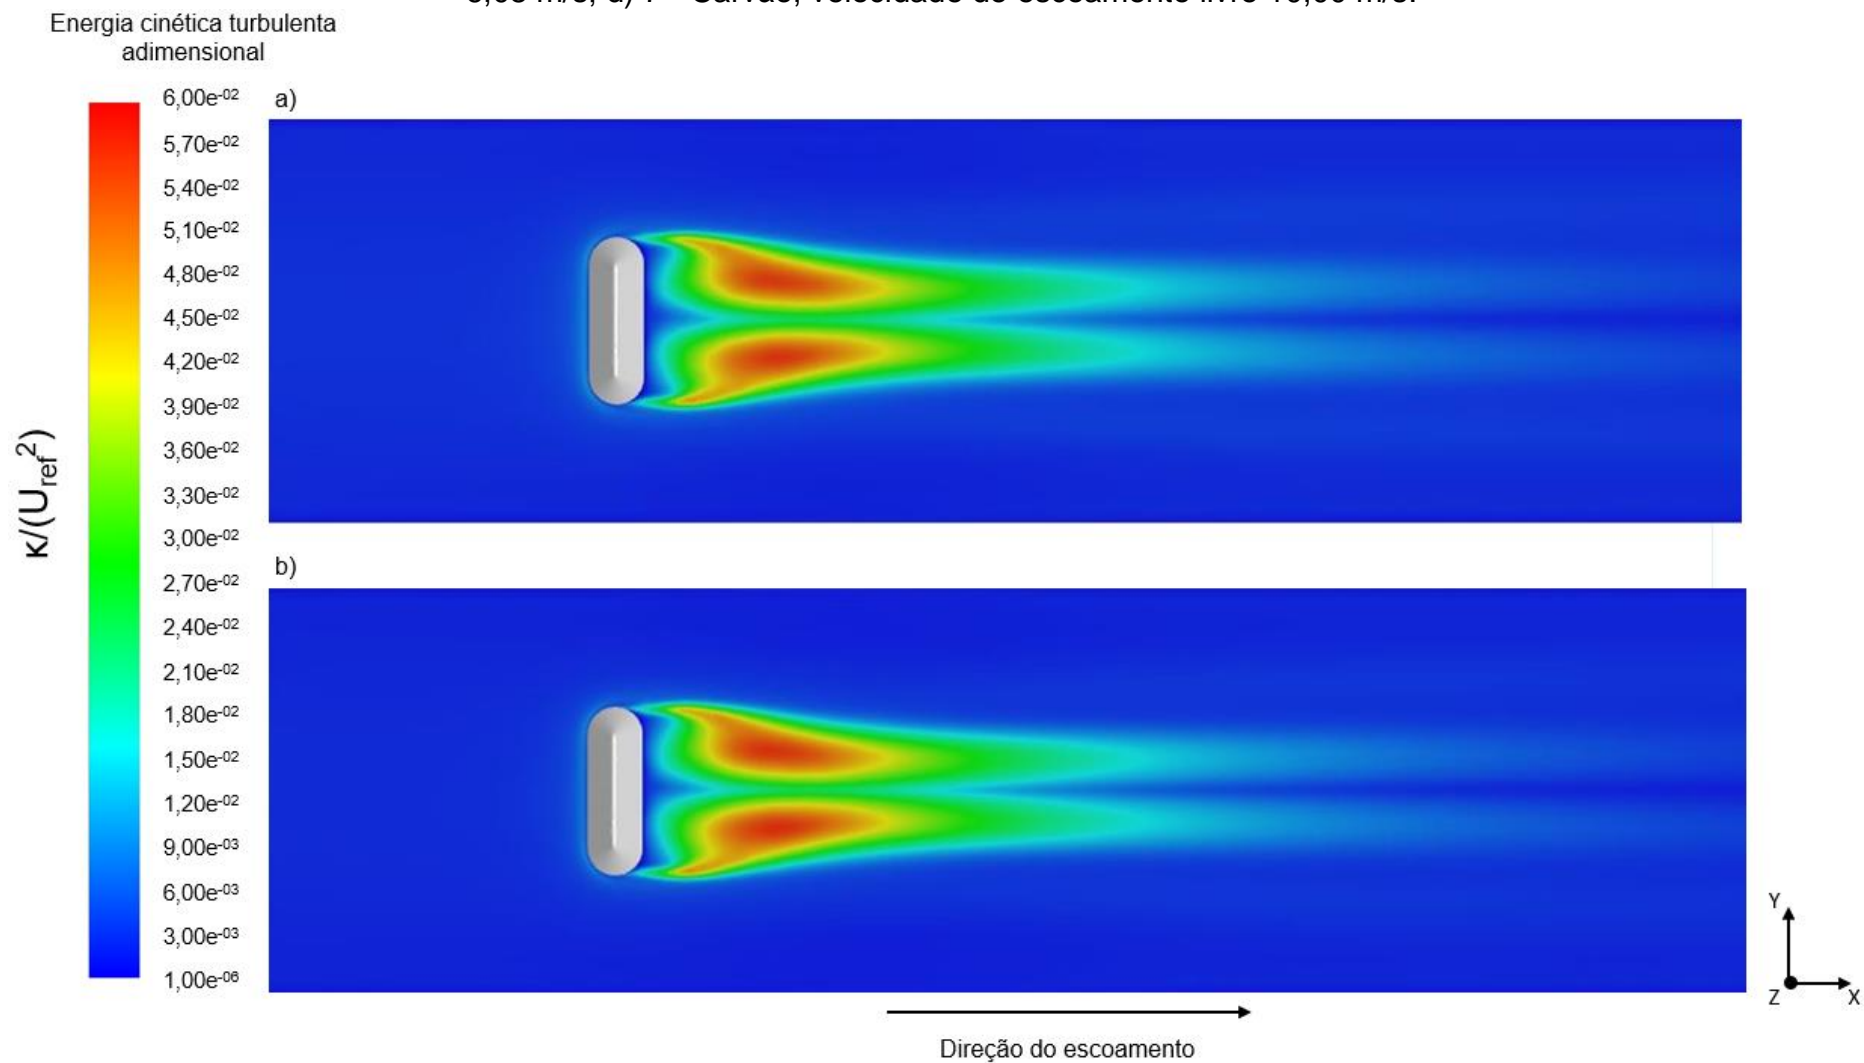 Energia cinética turbulenta
adimensional
6,00e-02
5,70e-02
5,40e-02
5,10e-02
4,80e-02
4,50e-02
4,20e-02
3,90e-02
3,60e-02
3,30e-02
3,00e-02
2,70e-02
2,40e-02
2,10e-02
1,80e-02
1,50e-02
1,20e-02
9,00e-03
6,00e-03
3,00e-03
1,00e-06
κ/(Uref2)
a)
b)
Y
Z
X
Direção do escoamento